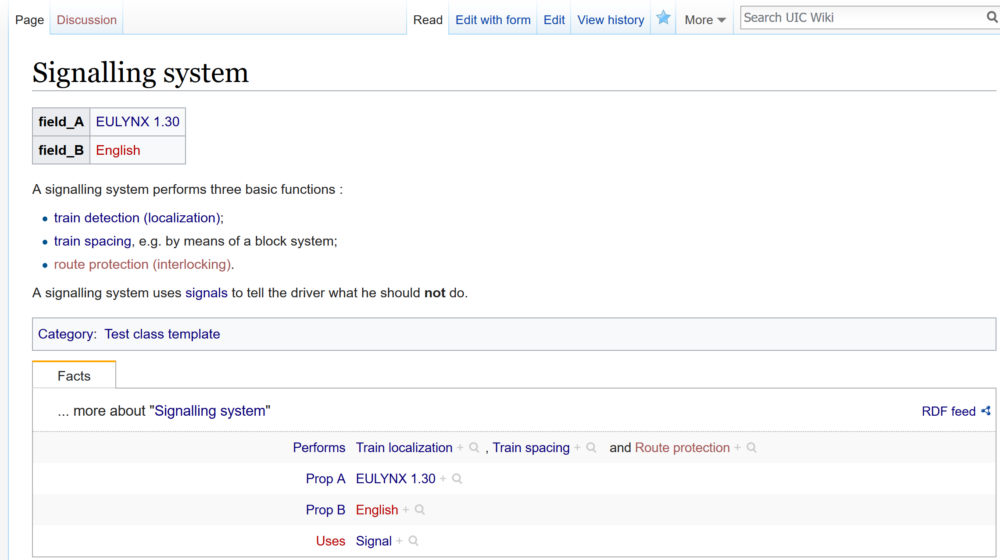 Page Discussion Read Edit with form Edit View history More Search UIC Wiki
Signalling system
field_A EULYNX 1.30
field_B English
A signalling system performs three basic functions :
train detection (localization);
train spacing, e.g. by means of a block system;
route protection (interlocking).
A signalling system uses signals to tell the driver what he should not do.
Category: Test class template
Facts
... more about "Signalling system" RDF feed
Performs Train localization + , Train spacing + and Route protection +
Prop A EULYNX 1.30 +
Prop B English +
Uses Signal +